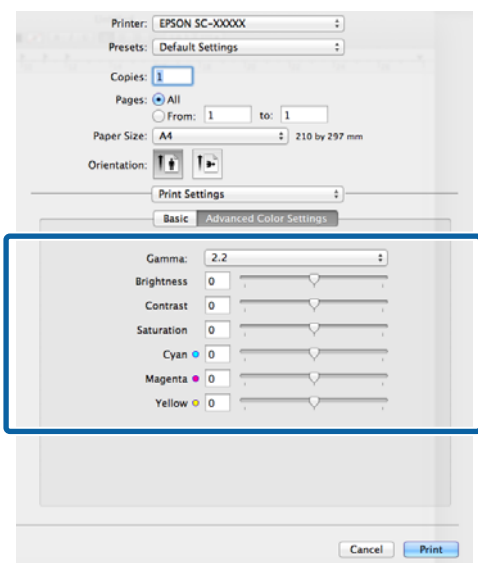 Printer: EPSON SC-XXXXX
Presets: Default Settings
Copies: 1
Pages: All
From: 1 to: 1
Paper Size: A4 210 by 297 mm
Orientation:
Print Settings
Basic Advanced Color Settings
Gamma: 2.2
Brightness 0
Contrast 0
Saturation 0
Cyan 0
Magenta 0
Yellow 0
Cancel Print